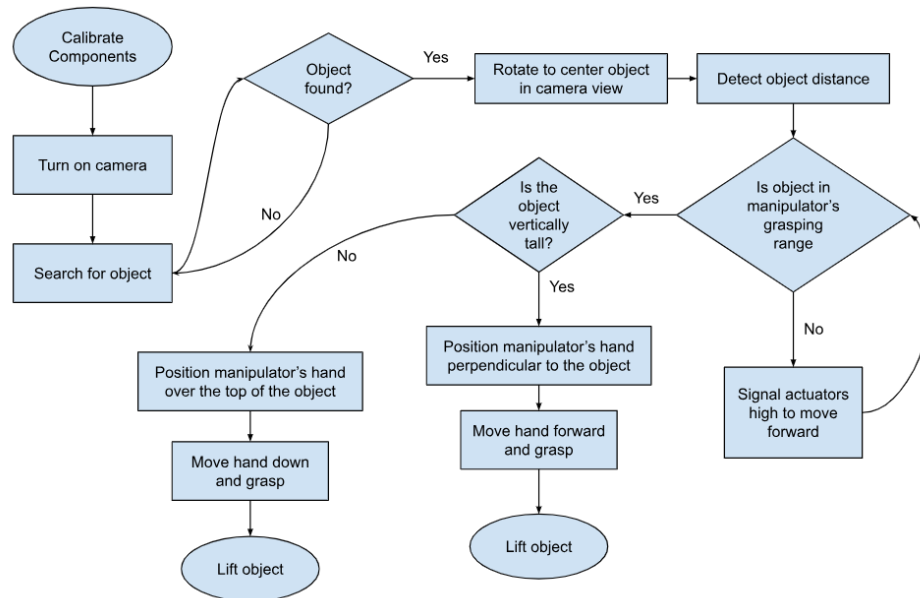 Calibrate
Components
Turn on camera
Search for object
Object
found?
No
Yes
Rotate to center object
in camera view
Detect object distance
Is object in
manipulator's
grasping
range
No
Signal actuators
high to move
forward
Yes
Is the
object
vertically
tall?
Yes
Position manipulator's hand
perpendicular to the object
Move hand forward
and grasp
Lift object
No
Position manipulator's hand
over the top of the object
Move hand down
and grasp
Lift object